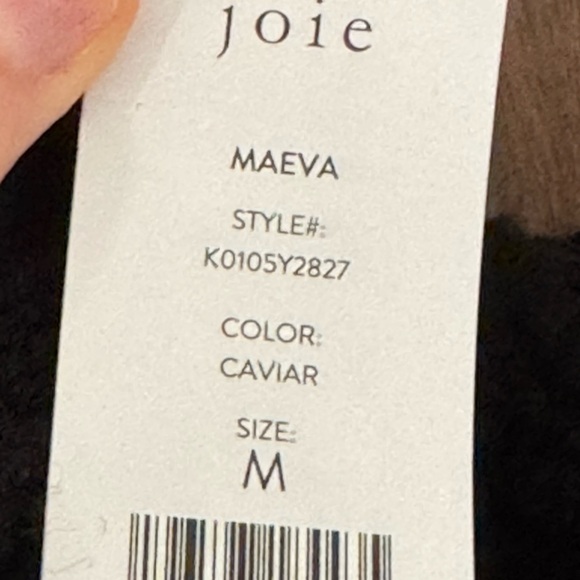 joie
MAEVA
STYLE#:
K0105Y2827
COLOR:
CAVIAR
SIZE:
M